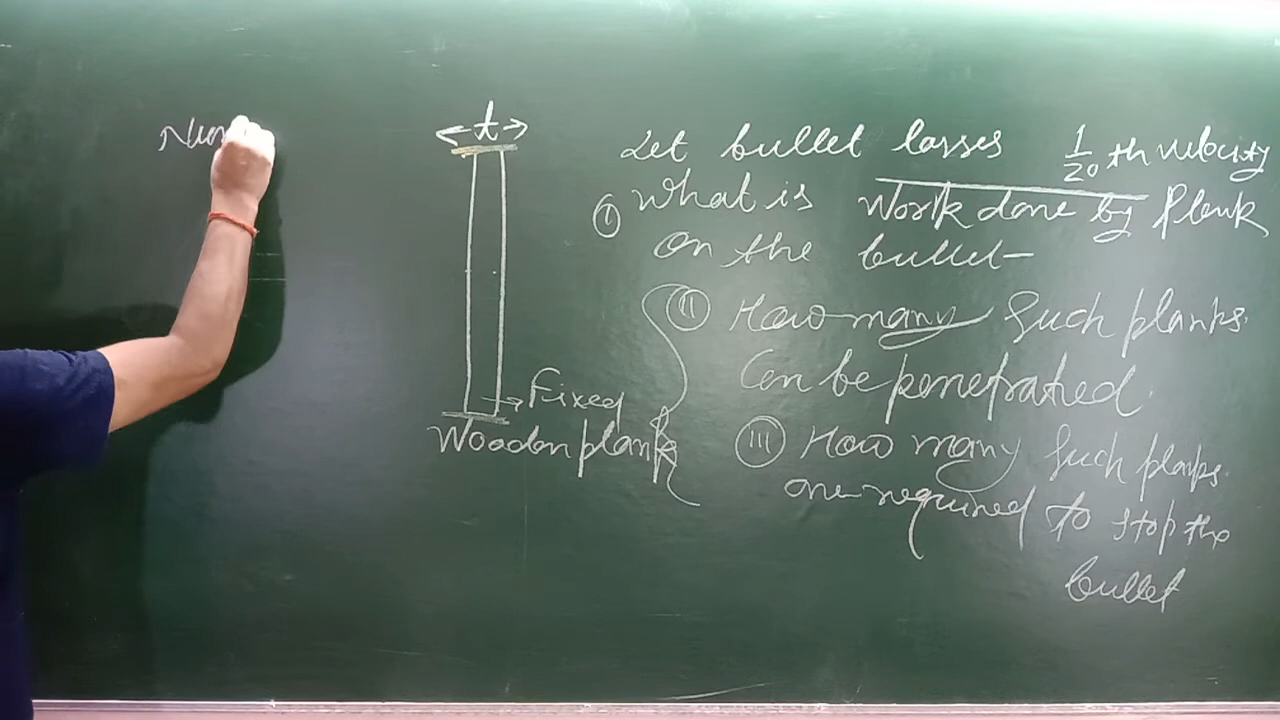 Num
t
Let bullet losses 1/20 th velocity
(I) What is Work done by Plank
on the bullet—
(II) How many such planks.
Can be penetrated.
→ Fixed
Wooden plank
(III) How many such planks.
are required to stop the
bullet